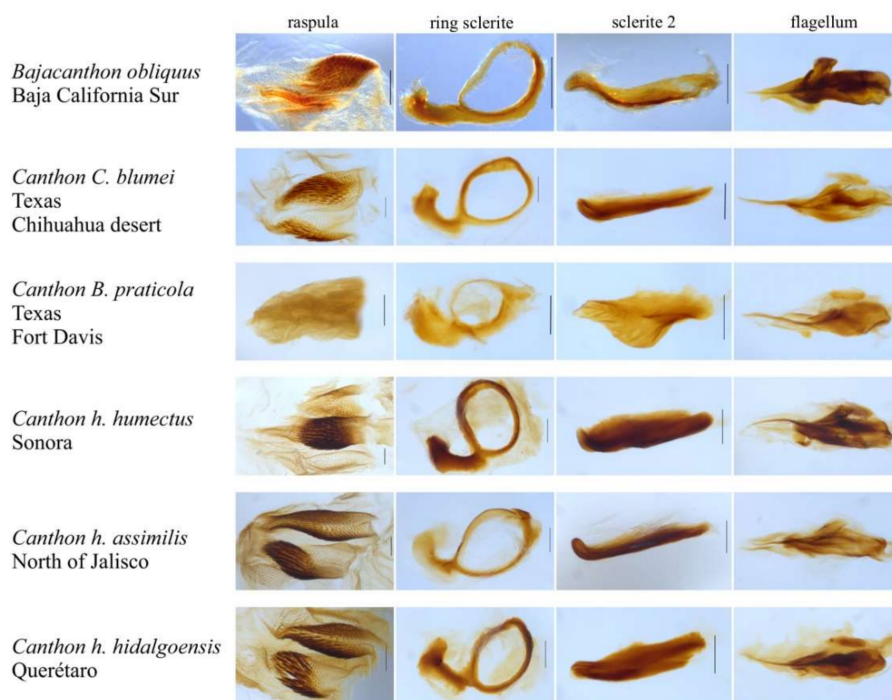 raspula ring sclerite sclerite 2 flagellum
Bajacanthon obliquus
Baja California Sur
Canthon C. blumei
Texas
Chihuahua desert
Canthon B. praticola
Texas
Fort Davis
Canthon h. humectus
Sonora
Canthon h. assimilis
North of Jalisco
Canthon h. hidalgoensis
Querétaro